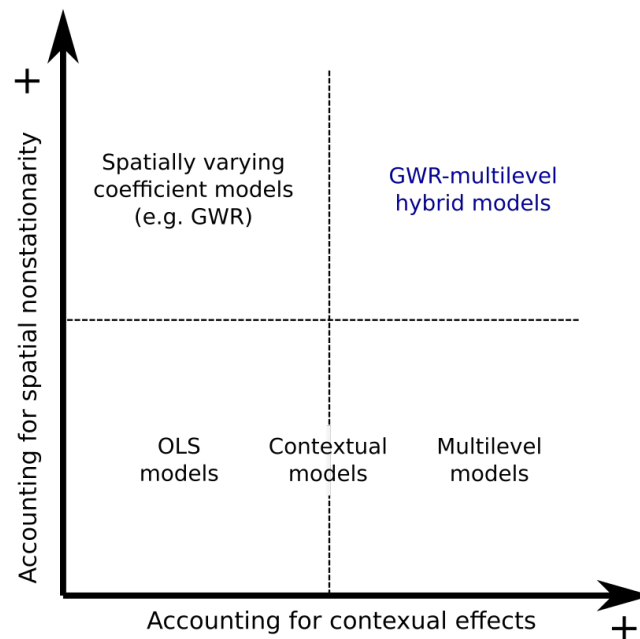 +
Accounting for spatial nonstationarity
Spatially varying
coefficient models
(e.g. GWR)
GWR-multilevel
hybrid models
OLS
models
Contextual
models
Multilevel
models
Accounting for contexual effects
+